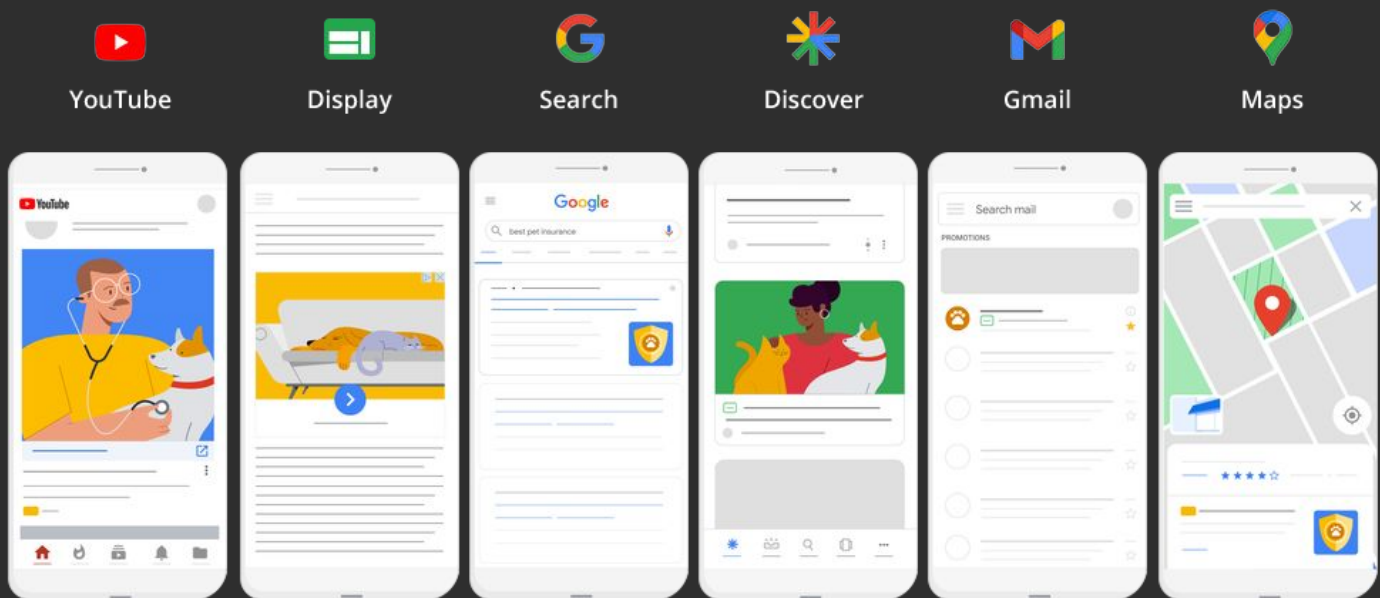 YouTube
Display
Search
Discover
Gmail
Maps
YouTube
Google
best pet insurance
Search mail
PROMOTIONS